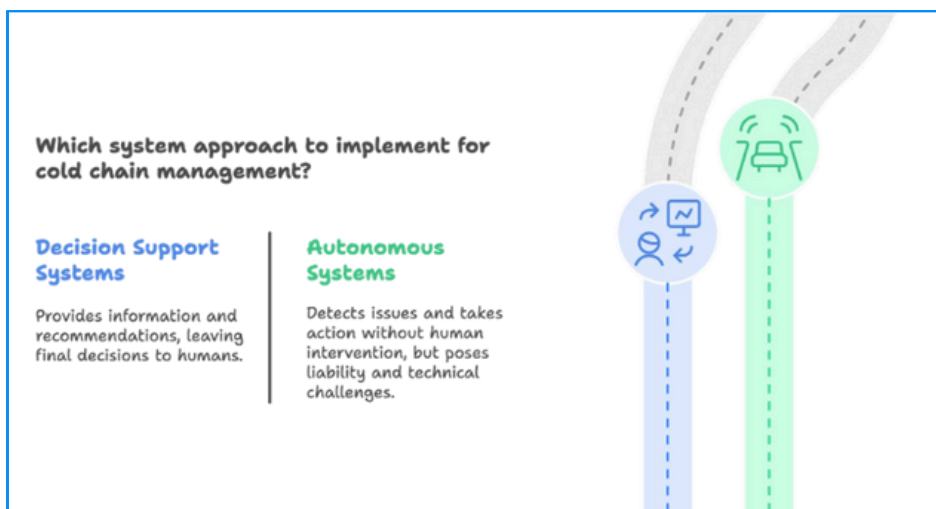 Which system approach to implement for
cold chain management?
Decision Support
Systems
Provides information and
recommendations, leaving
final decisions to humans.
Autonomous
Systems
Detects issues and takes
action without human
intervention, but poses
liability and technical
challenges.